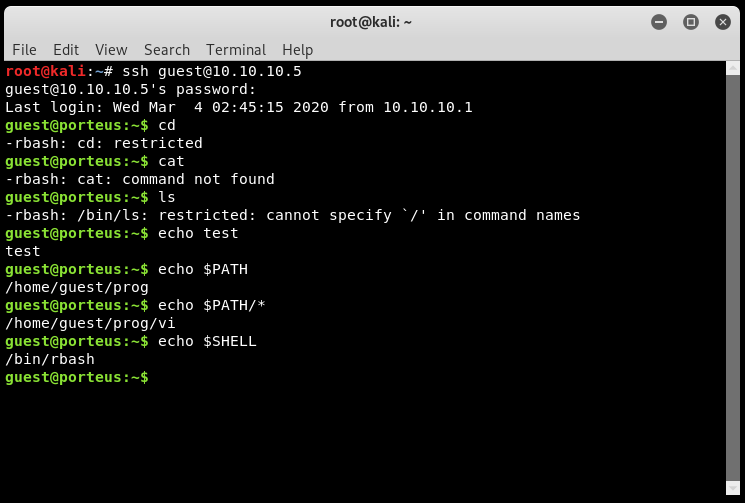 root@kali: ~
File Edit View Search Terminal Help
root@kali:~# ssh guest@10.10.10.5
guest@10.10.10.5's password:
Last login: Wed Mar  4 02:45:15 2020 from 10.10.10.1
guest@porteus:~$ cd
-rbash: cd: restricted
guest@porteus:~$ cat
-rbash: cat: command not found
guest@porteus:~$ ls
-rbash: /bin/ls: restricted: cannot specify `/' in command names
guest@porteus:~$ echo test
test
guest@porteus:~$ echo $PATH
/home/guest/prog
guest@porteus:~$ echo $PATH/*
/home/guest/prog/vi
guest@porteus:~$ echo $SHELL
/bin/rbash
guest@porteus:~$